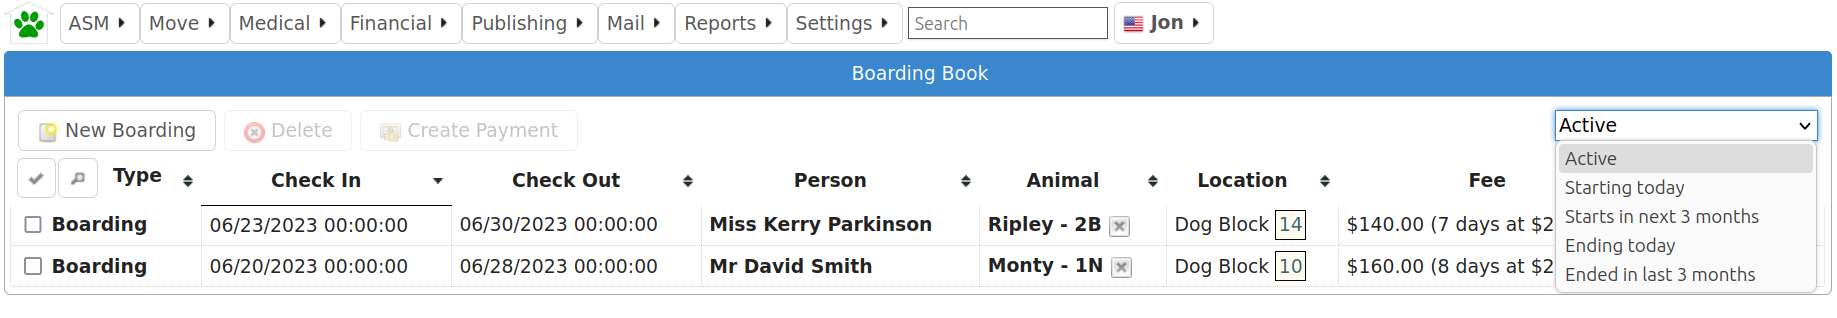 ASM Move Medical Financial Publishing Mail Reports Settings Search Jon
Boarding Book
New Boarding Delete Create Payment Active
Active
Starting today
Starts in next 3 months
Ending today
Ended in last 3 months
Type Check In Check Out Person Animal Location Fee
Boarding 06/23/2023 00:00:00 06/30/2023 00:00:00 Miss Kerry Parkinson Ripley - 2B Dog Block 14 $140.00 (7 days at $2
Boarding 06/20/2023 00:00:00 06/28/2023 00:00:00 Mr David Smith Monty - 1N Dog Block 10 $160.00 (8 days at $2